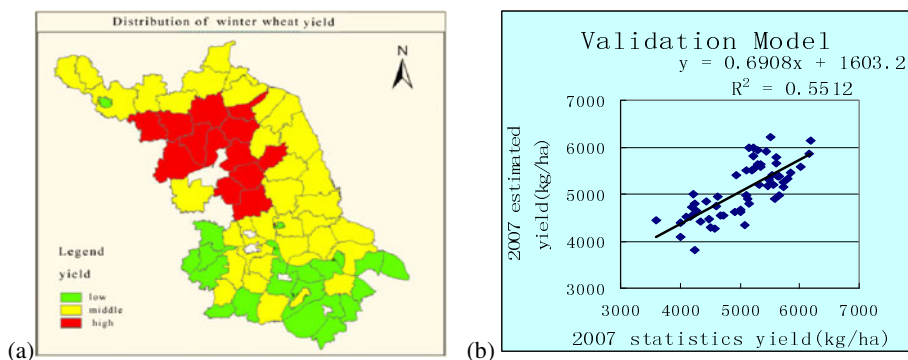 Distribution of winter wheat yield
N
Legend
yield
low
middle
high
(a)
Validation Model
y = 0.6908x + 1603.2
R² = 0.5512
2007 estimated
yield(kg/ha)
7000
6000
5000
4000
3000
3000 4000 5000 6000 7000
2007 statistics yield(kg/ha)
(b)